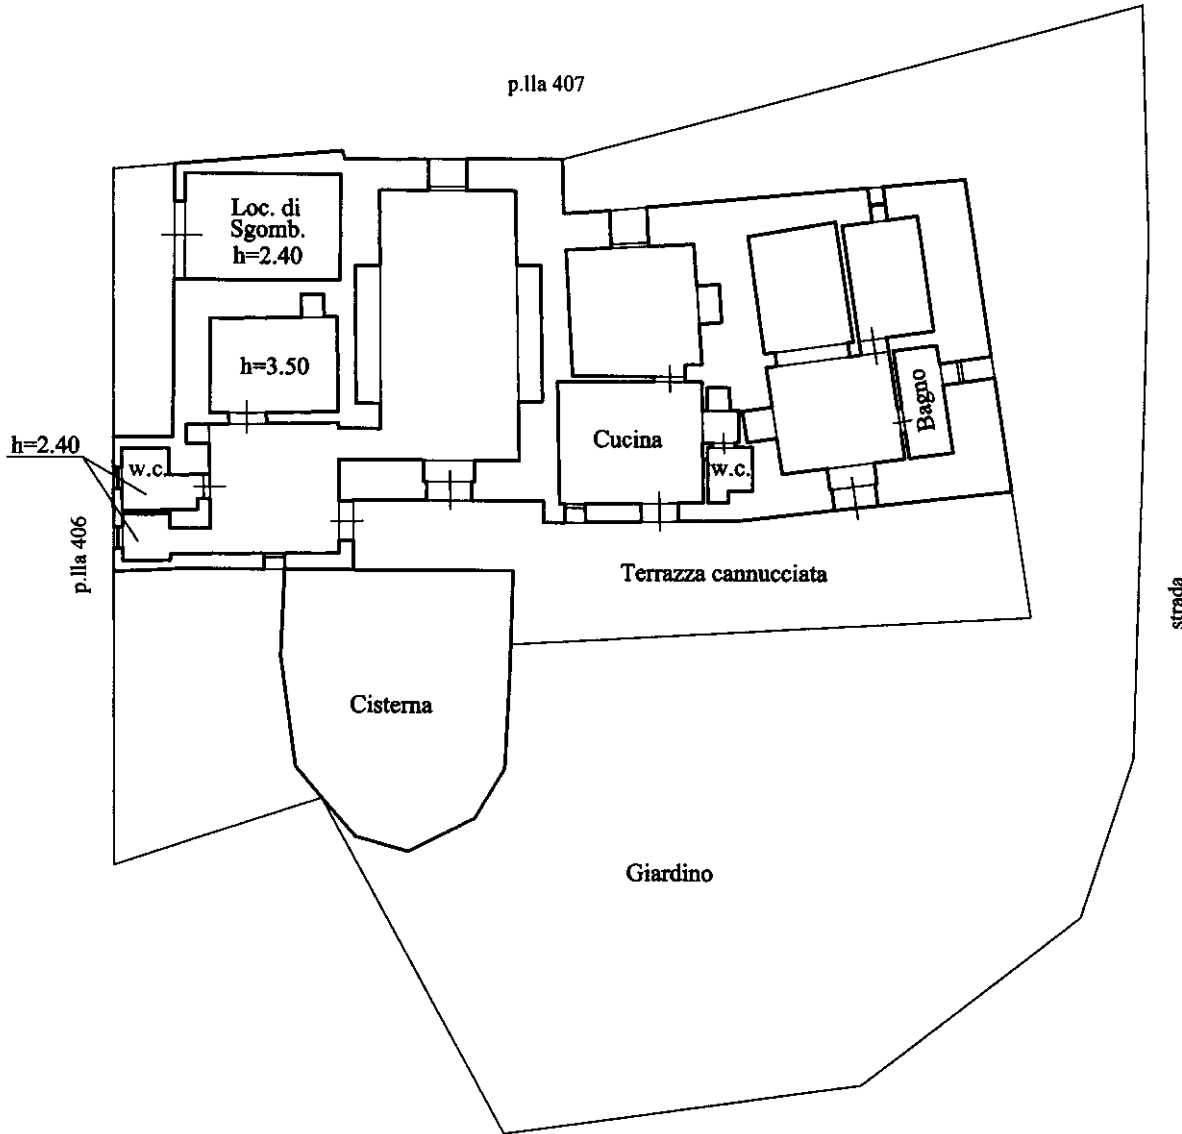 p.lla 407
Loc. di
Sgomb.
h=2.40
h=3.50
h=2.40
w.c.
Cucina
w.c.
Bagno
p.lla 406
Terrazza cannucciata
strada
Cisterna
Giardino